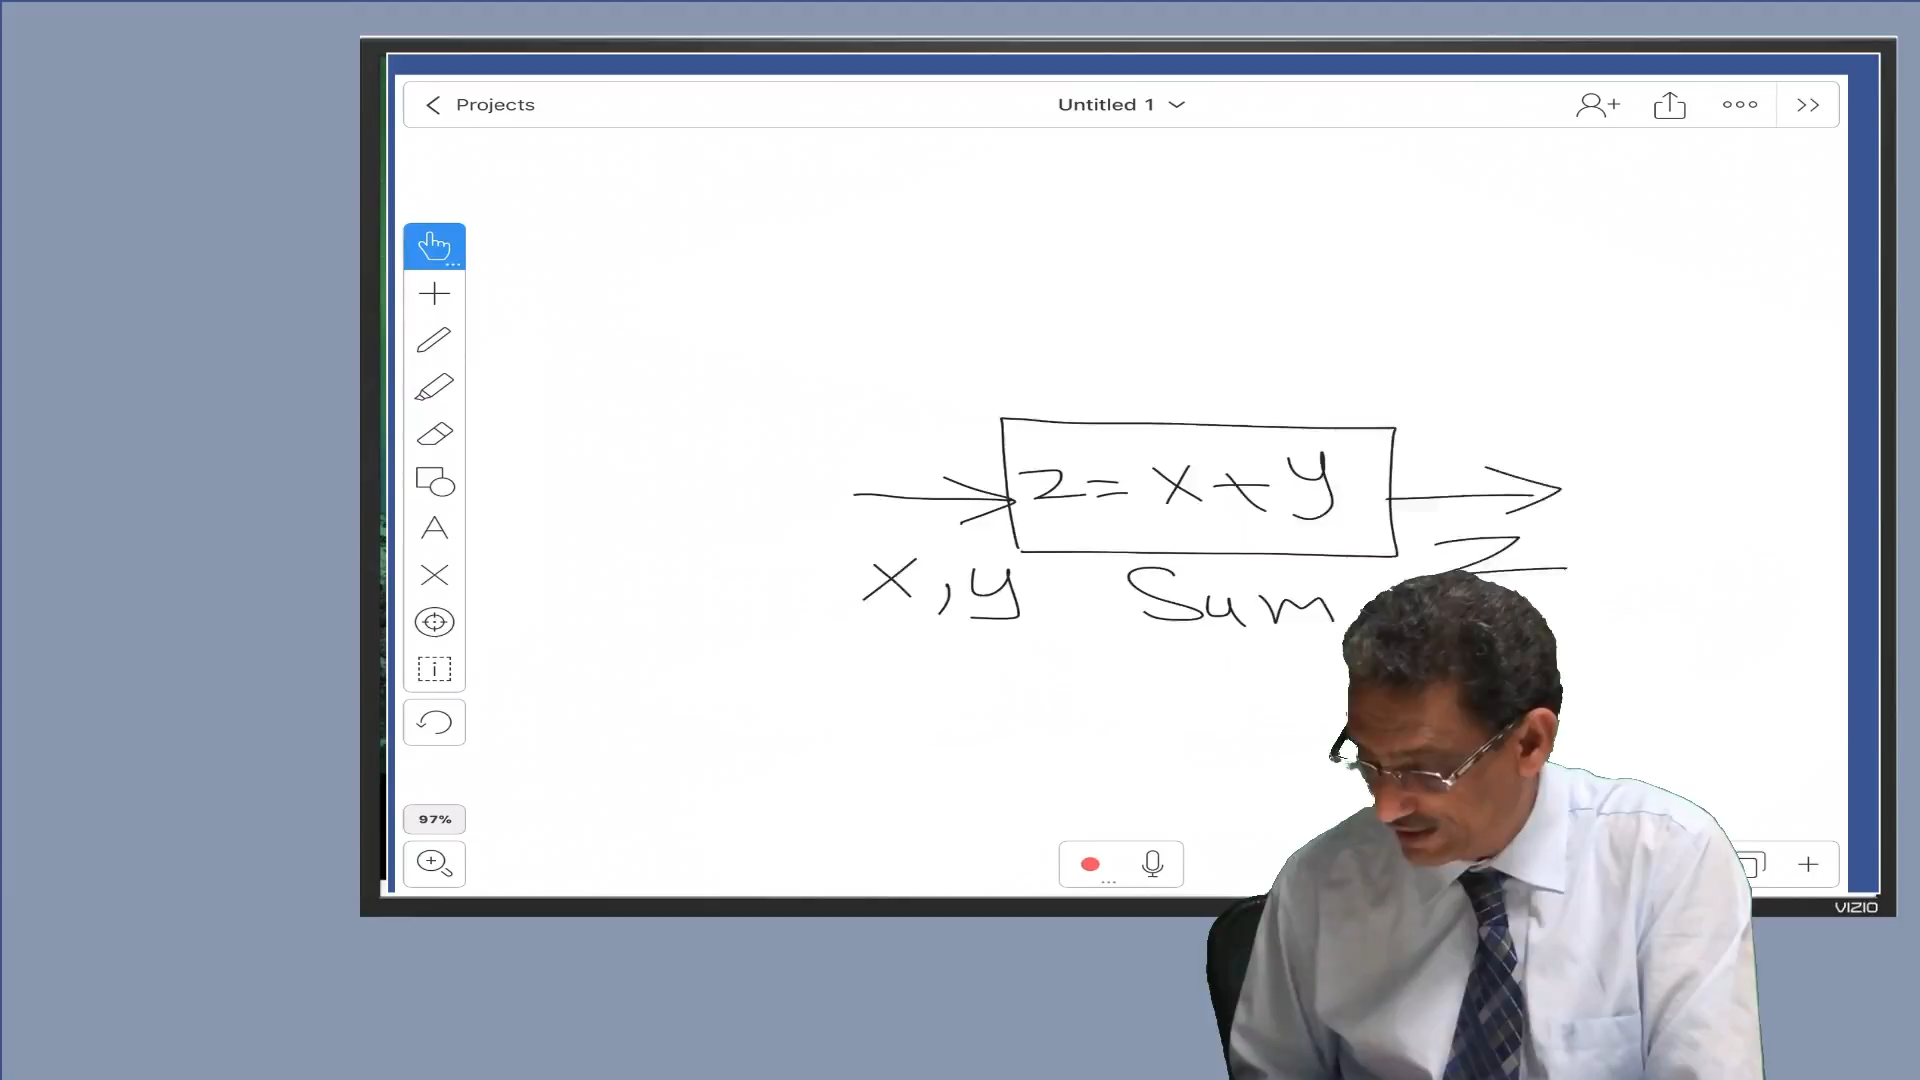 Projects
Untitled 1
z = x + y
x, y
Sum
z
A
i
97%
VIZIO